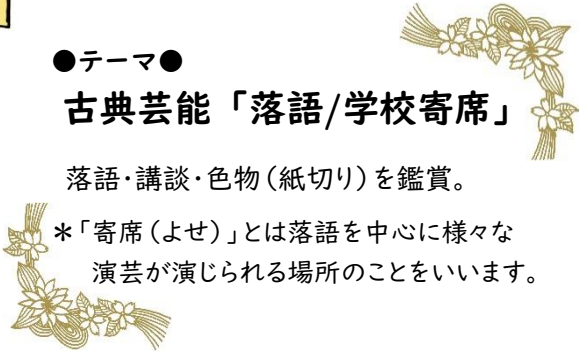 ●テーマ●
古典芸能「落語/学校寄席」
落語・講談・色物(紙切り)を鑑賞。
*「寄席(よせ)」とは落語を中心に様々な
演芸が演じられる場所のことをいいます。